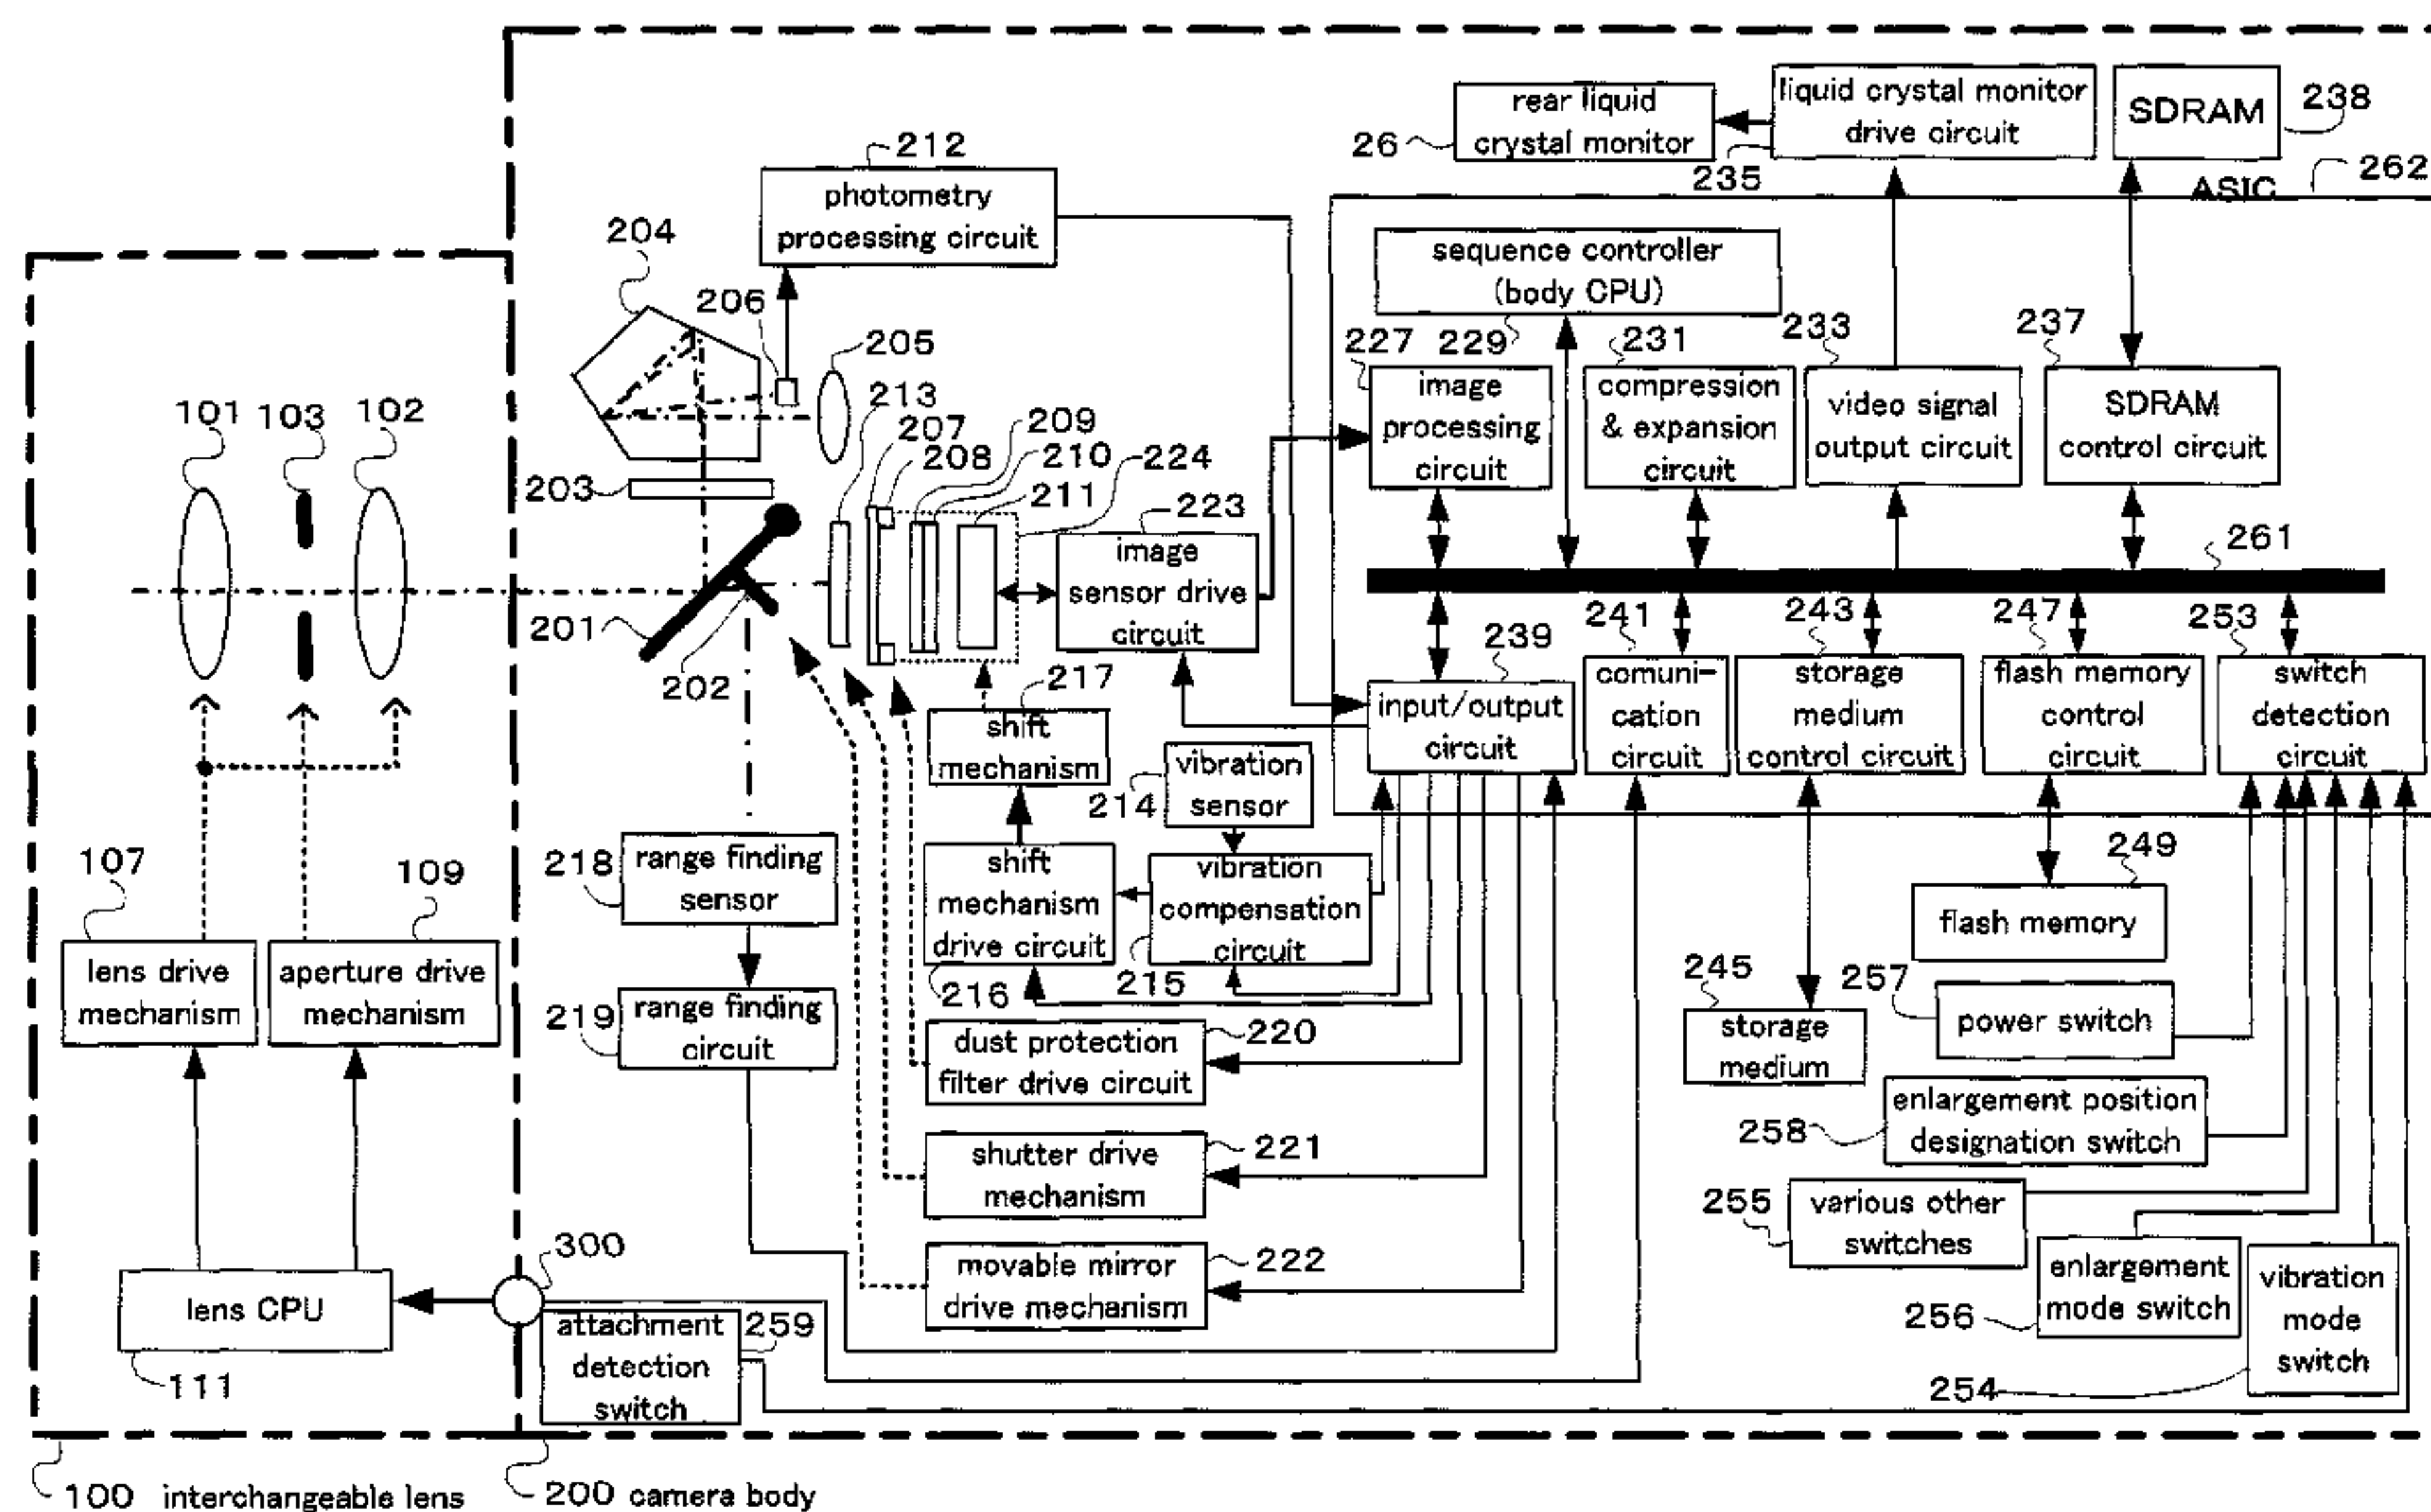 212
photometry
processing circuit
204
206
205
213
207
208
209
210
224
211
203
201
202
101
103
102
107
lens drive
mechanism
109
aperture drive
mechanism
lens CPU
111
100 interchangeable lens
200 camera body
300
attachment
detection
switch
259
rear liquid
crystal monitor
26
liquid crystal monitor
drive circuit
235
SDRAM
238
ASIC
262
sequence controller
(body CPU)
229
227
image
processing
circuit
231
compression
& expansion
circuit
233
video signal
output circuit
237
SDRAM
control circuit
261
223
image
sensor drive
circuit
217
shift
mechanism
vibration
sensor
214
239
input/output
circuit
241
comuni-
cation
circuit
243
storage
medium
control circuit
247
flash memory
control
circuit
253
switch
detection
circuit
218
range finding
sensor
219
range finding
circuit
shift
mechanism
drive circuit
216
vibration
compensation
circuit
215
dust protection
filter drive circuit
220
shutter drive
mechanism
221
movable mirror
drive mechanism
222
249
flash memory
245
storage
medium
257
power switch
258
enlargement position
designation switch
255
various other
switches
256
enlargement
mode switch
254
vibration
mode
switch